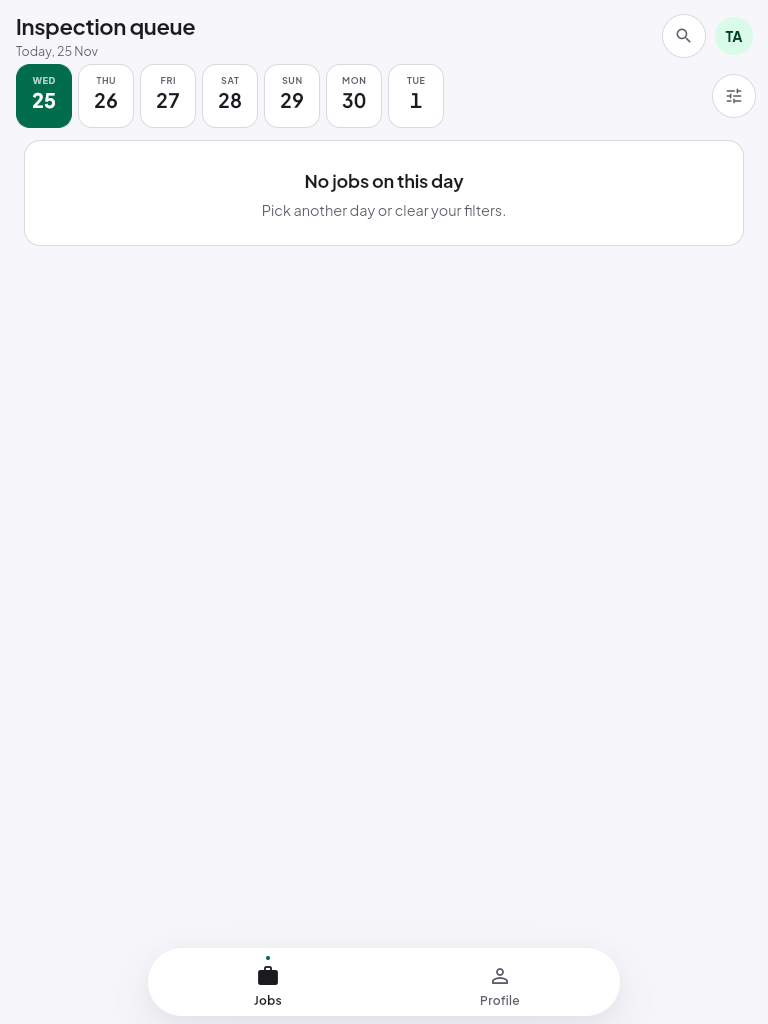 Inspection queue
Today, 25 Nov
TA
WED
25
THU
26
FRI
27
SAT
28
SUN
29
MON
30
TUE
1
No jobs on this day
Pick another day or clear your filters.
Jobs
Profile